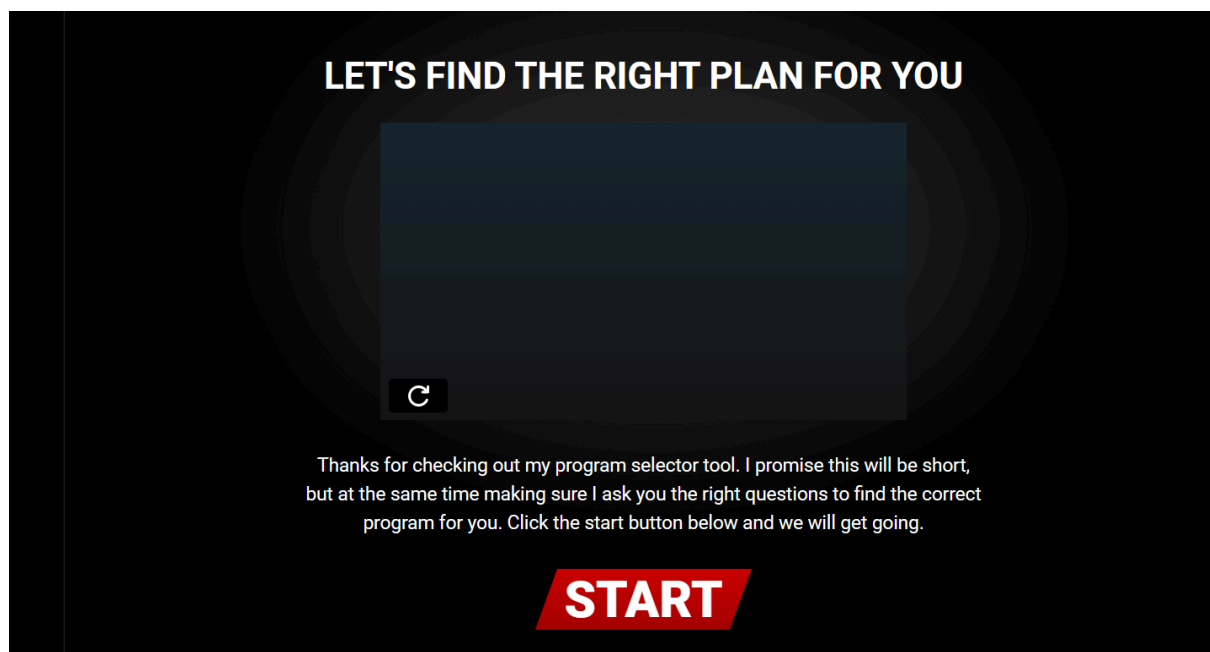 LET'S FIND THE RIGHT PLAN FOR YOU
Thanks for checking out my program selector tool. I promise this will be short,
but at the same time making sure I ask you the right questions to find the correct
program for you. Click the start button below and we will get going.
START